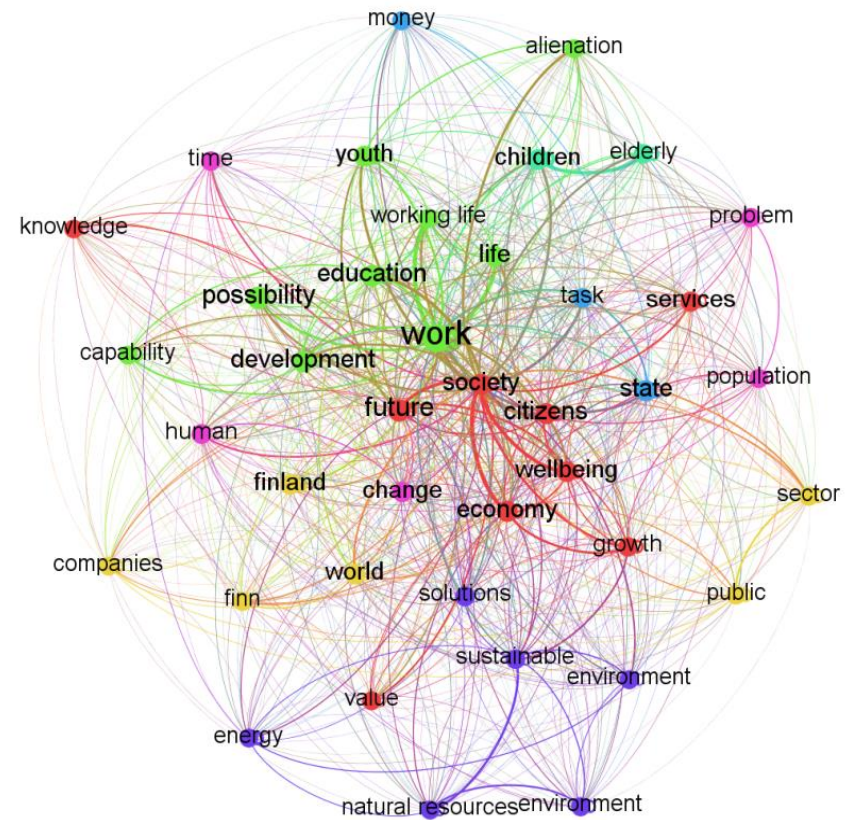 money
alienation
time
youth
children
elderly
knowledge
working life
problem
life
education
possibility
task
services
work
capability
development
society
state
population
future
citizens
human
wellbeing
finland
change
sector
economy
growth
companies
world
finn
solutions
public
sustainable
environment
value
energy
natural resources
environment